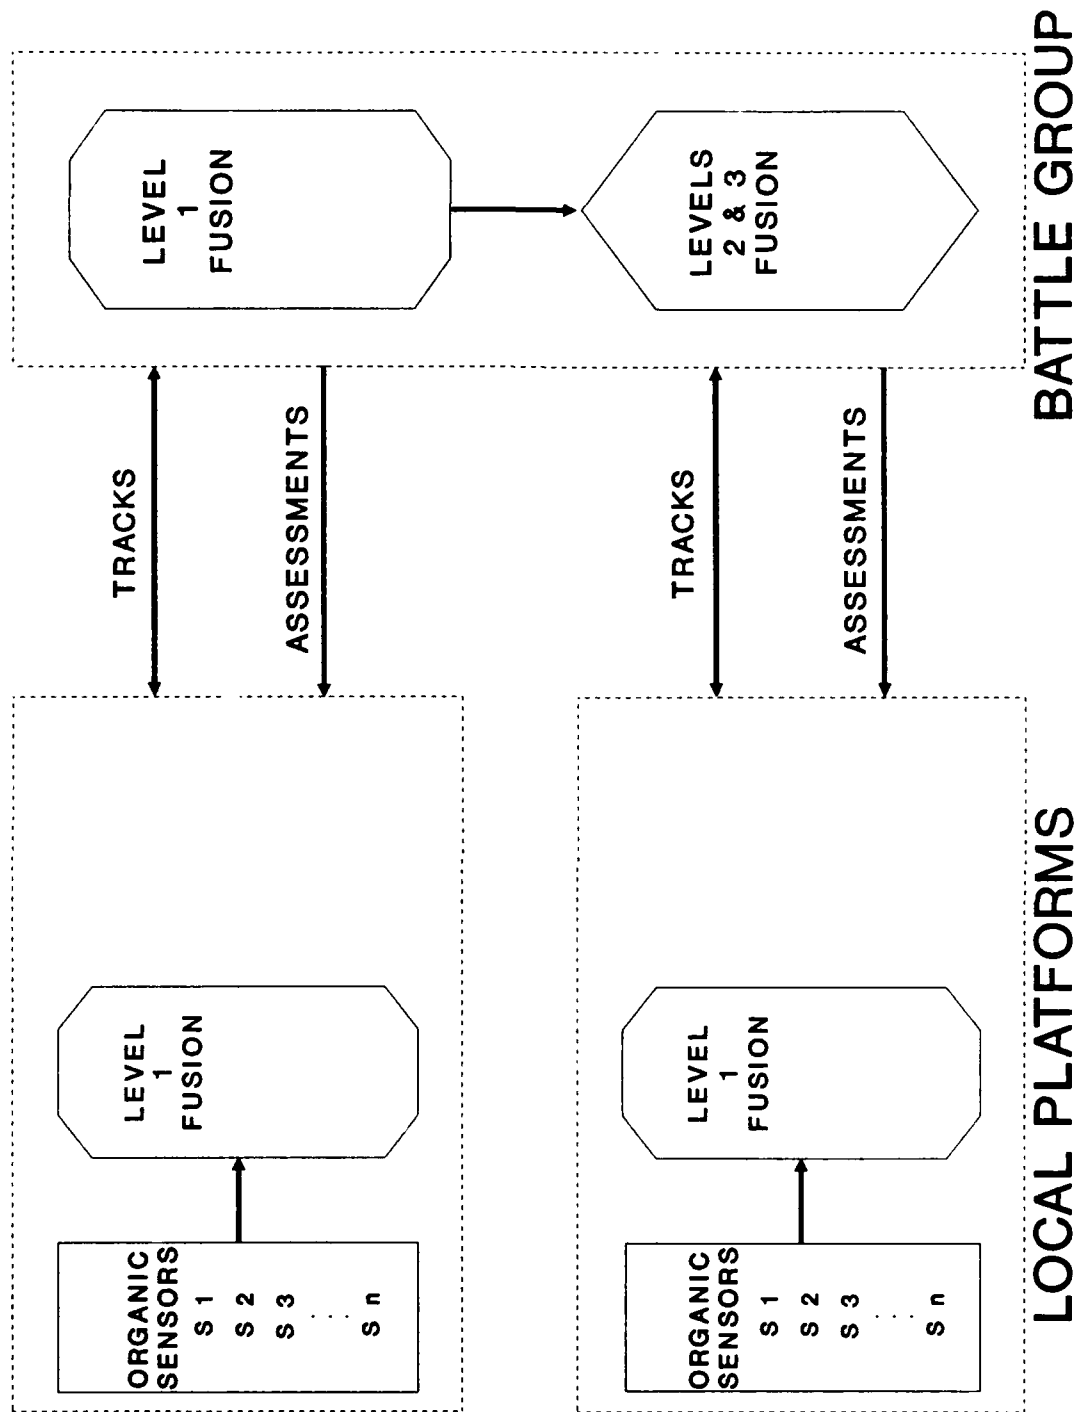 ORGANIC
SENSORS
S 1
S 2
S 3
. . .
S n
LEVEL
1
FUSION
TRACKS
ASSESSMENTS
LEVEL
1
FUSION
ORGANIC
SENSORS
S 1
S 2
S 3
. . .
S n
LEVEL
1
FUSION
TRACKS
ASSESSMENTS
LEVELS
2 & 3
FUSION
LOCAL PLATFORMS
BATTLE GROUP